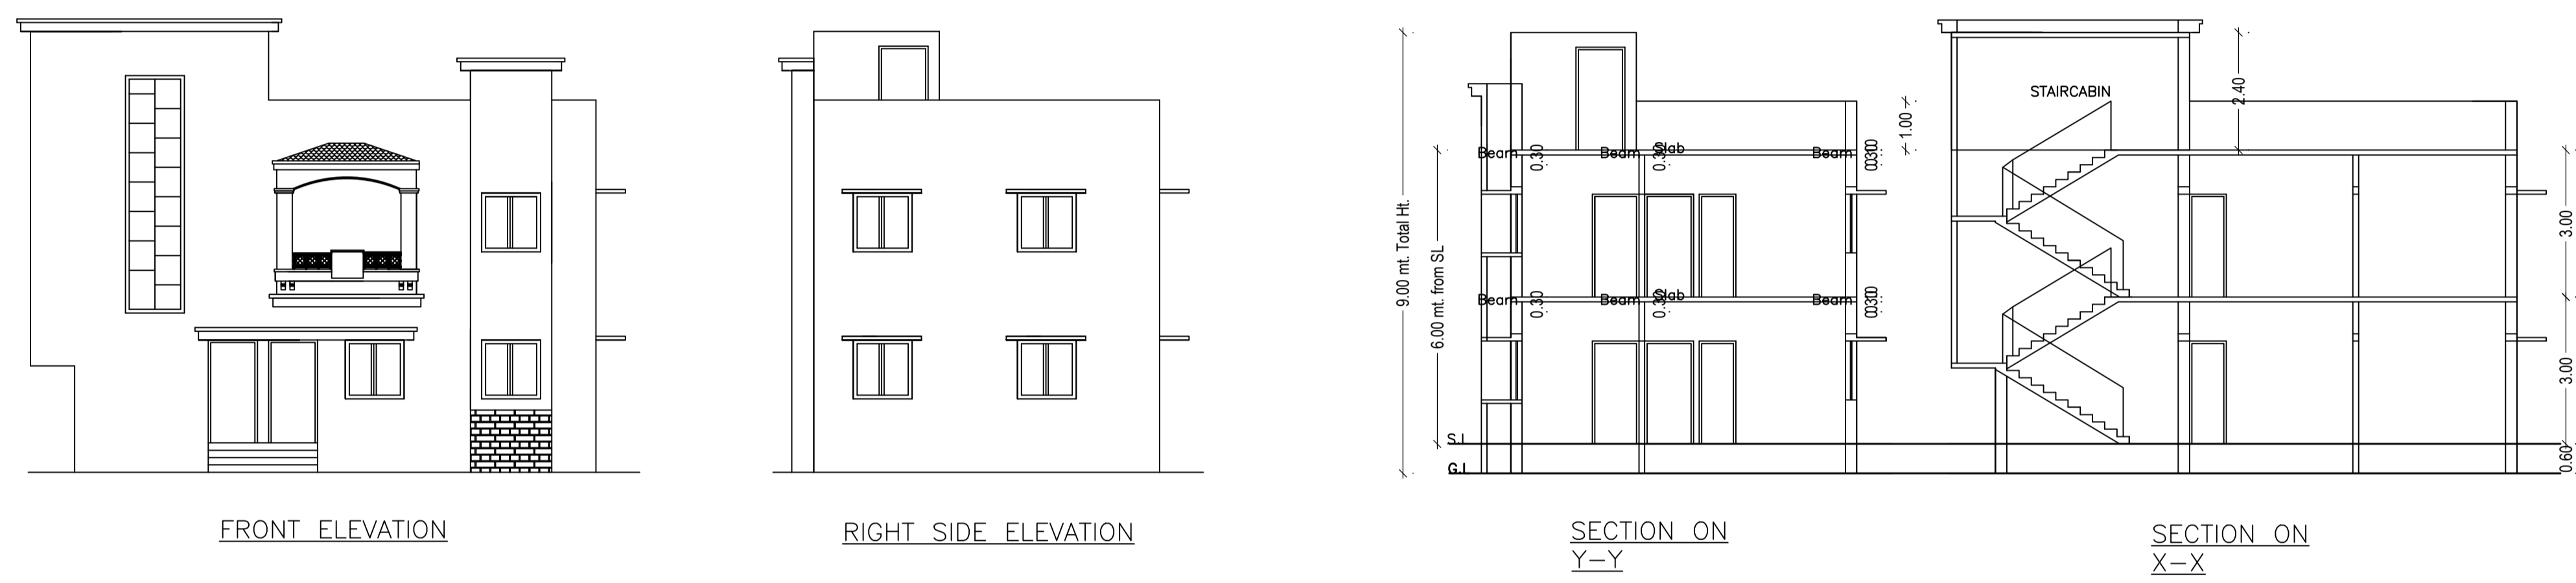 STAIRCABIN
2.40
1.00
9.00 mt. Total Ht.
6.00 mt. from SL
Beam
0.30
Beam
Slab
Beam
Beam
0.30
Beam
Slab
Beam
3.00
3.00
0.60
S.L
G.L
FRONT ELEVATION
RIGHT SIDE ELEVATION
SECTION ON
Y-Y
SECTION ON
X-X